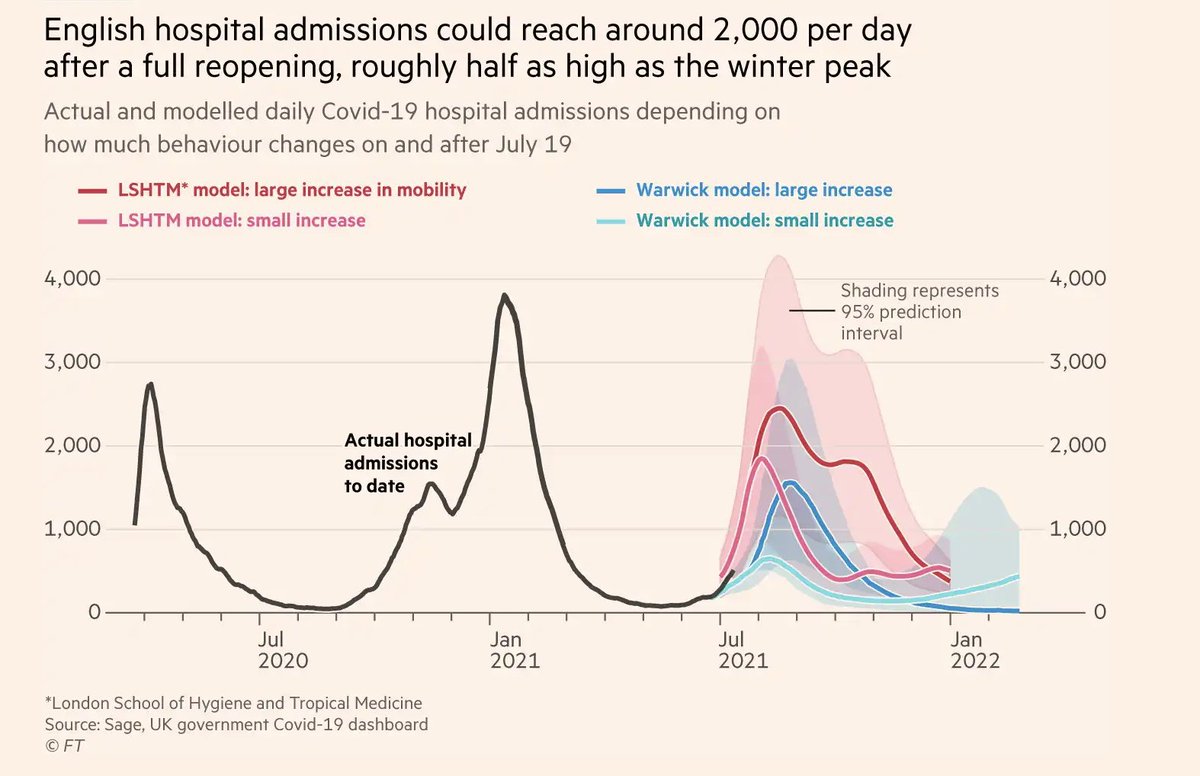 English hospital admissions could reach around 2,000 per day
after a full reopening, roughly half as high as the winter peak
Actual and modelled daily Covid-19 hospital admissions depending on
how much behaviour changes on and after July 19
LSHTM* model: large increase in mobility
Warwick model: large increase
LSHTM model: small increase
Warwick model: small increase
4,000
4,000
Shading represents
95% prediction
interval
3,000
3,000
2,000
2,000
Actual hospital
admissions
to date
1,000
1,000
0
0
Jul
2020
Jan
2021
Jul
2021
Jan
2022
*London School of Hygiene and Tropical Medicine
Source: Sage, UK government Covid-19 dashboard
© FT